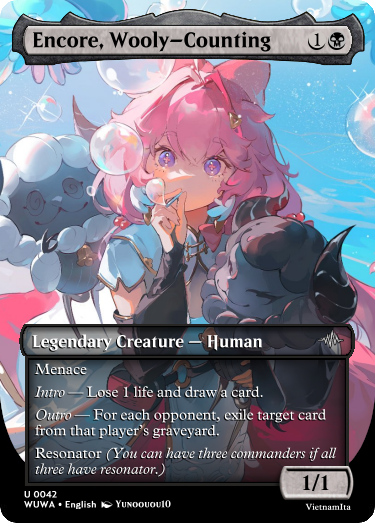 Encore, Wooly–Counting 1
Legendary Creature — Human
Menace
Intro — Lose 1 life and draw a card.
Outro — For each opponent, exile target card
from that player's graveyard.
Resonator (You can have three commanders if all
three have resonator.)
1/1
U 0042
WUWA • English Yunoouou10
VietnamIta